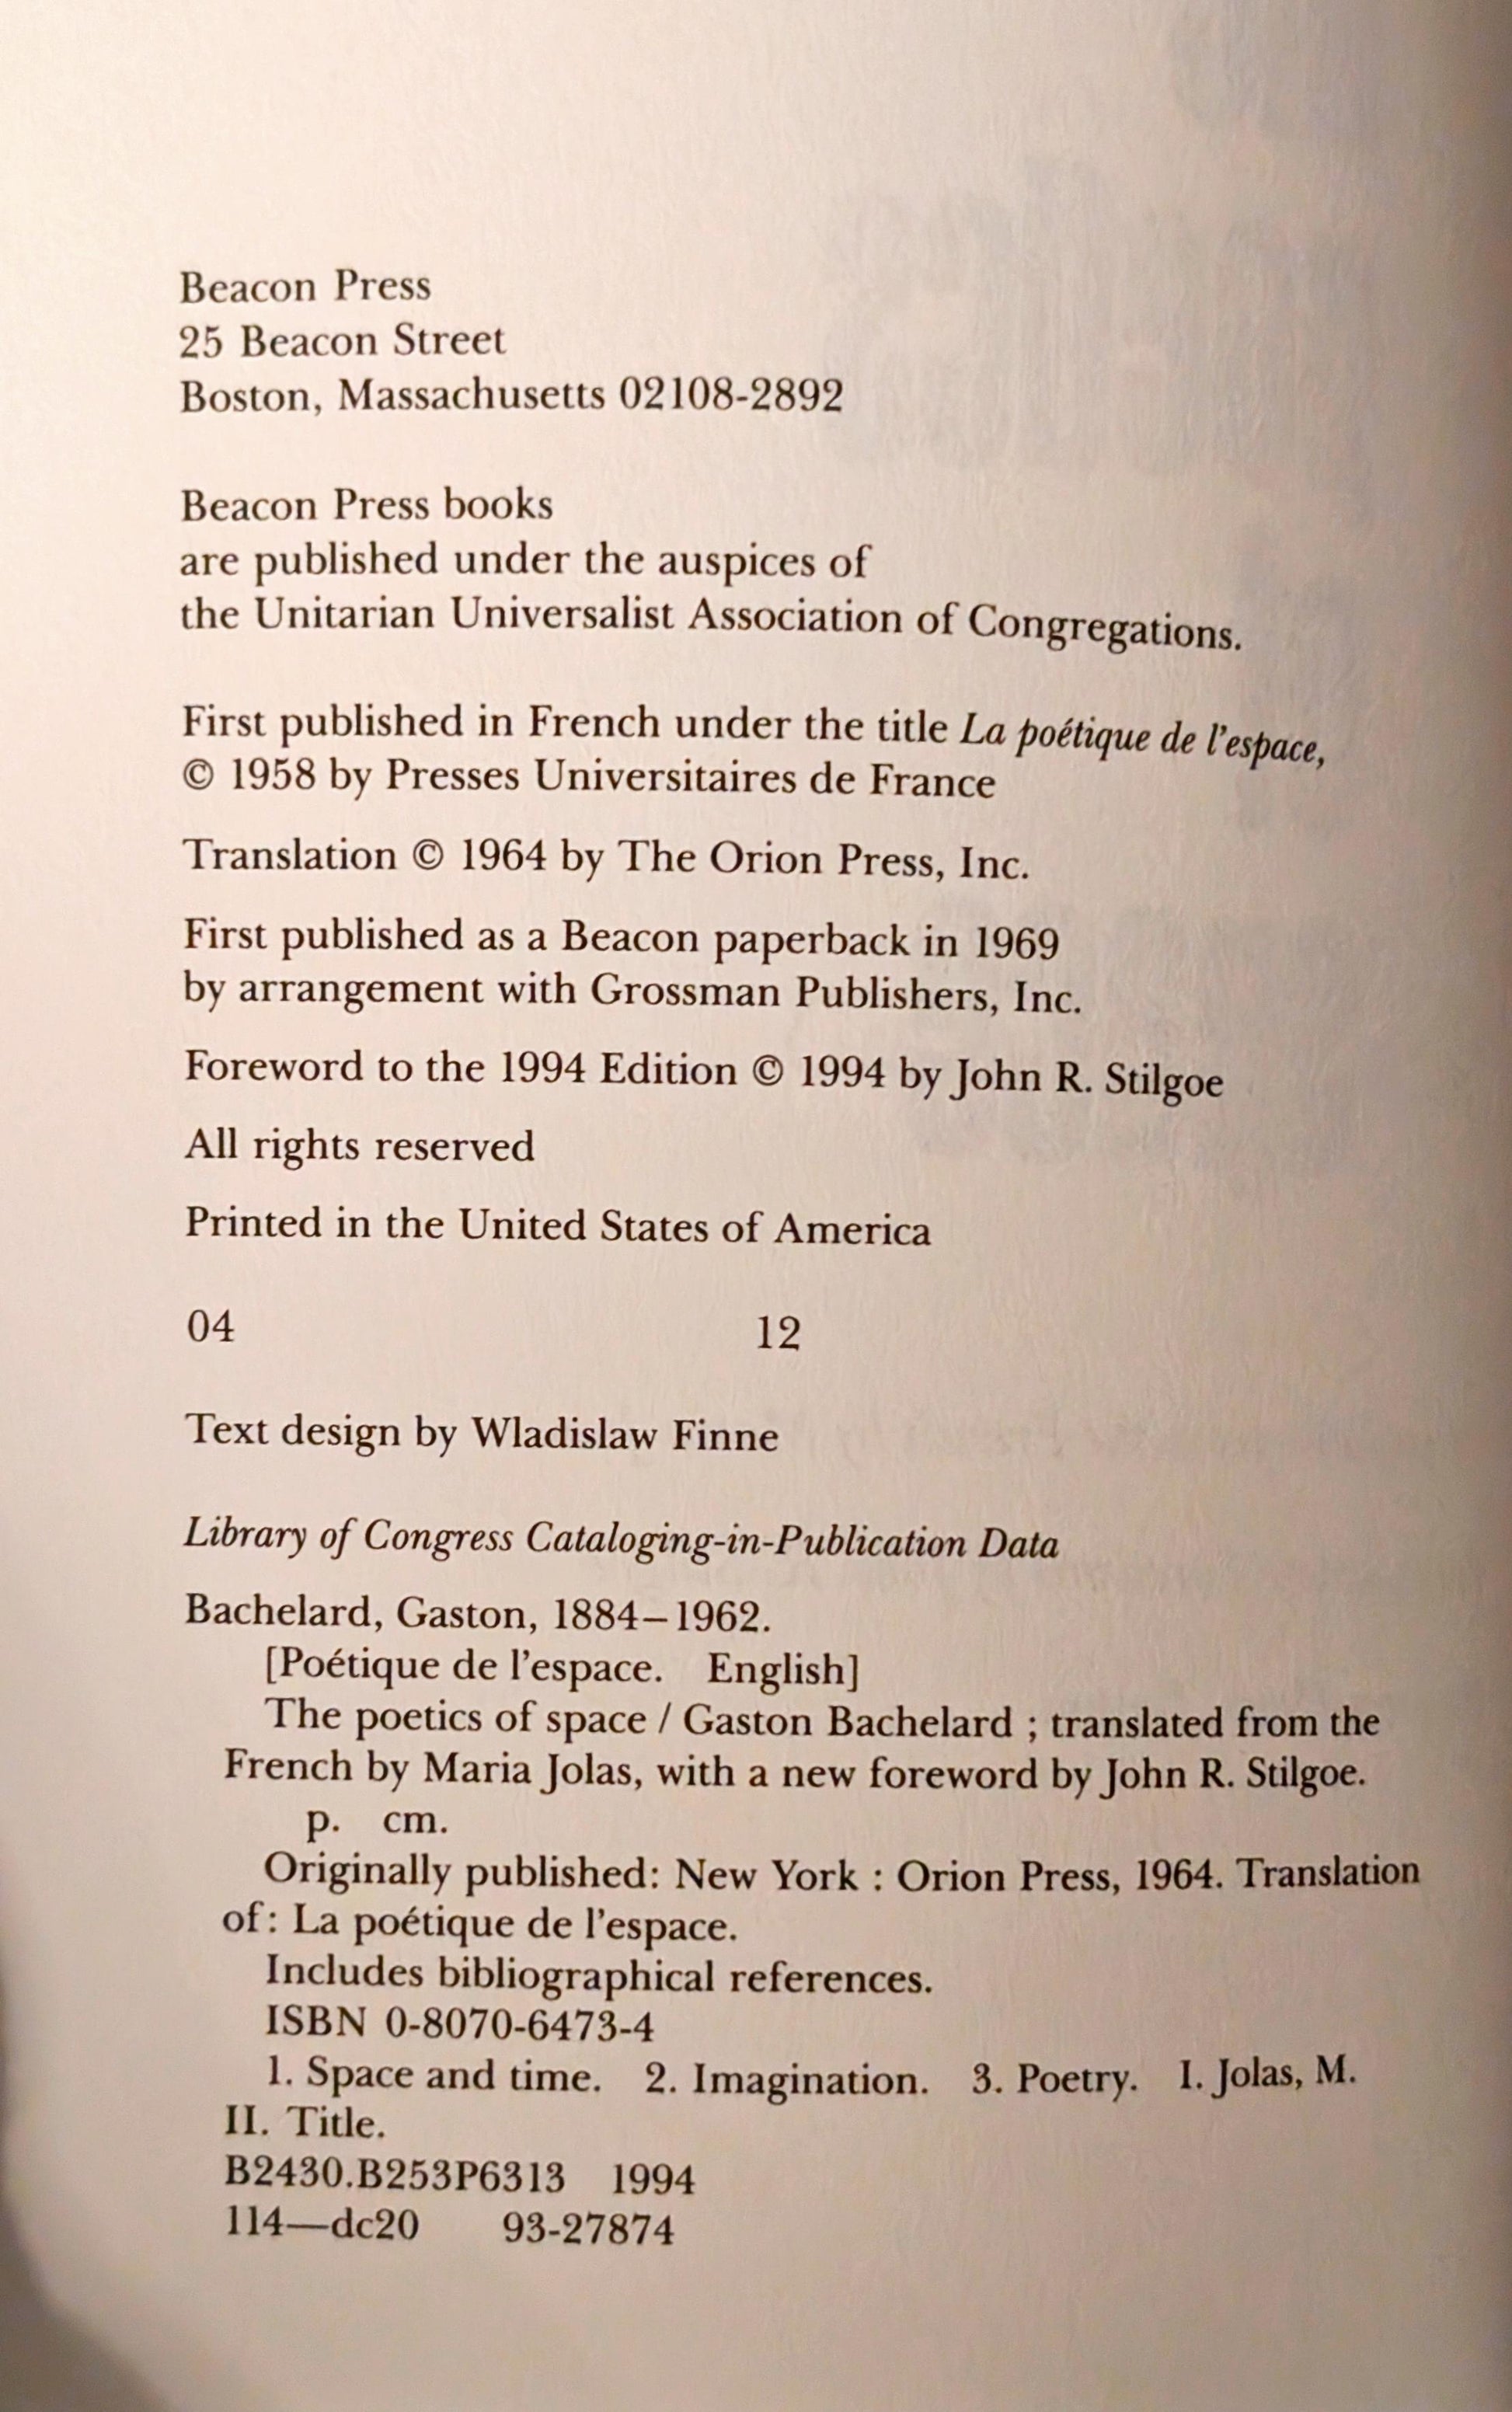 Beacon Press
25 Beacon Street
Boston, Massachusetts 02108-2892
Beacon Press books
are published under the auspices of
the Unitarian Universalist Association of Congregations.
First published in French under the title La poétique de l'espace,
© 1958 by Presses Universitaires de France
Translation © 1964 by The Orion Press, Inc.
First published as a Beacon paperback in 1969
by arrangement with Grossman Publishers, Inc.
Foreword to the 1994 Edition © 1994 by John R. Stilgoe
All rights reserved
Printed in the United States of America
04 12
Text design by Wladislaw Finne
Library of Congress Cataloging-in-Publication Data
Bachelard, Gaston, 1884–1962.
[Poétique de l'espace. English]
The poetics of space / Gaston Bachelard ; translated from the
French by Maria Jolas, with a new foreword by John R. Stilgoe.
p. cm.
Originally published: New York : Orion Press, 1964. Translation
of: La poétique de l'espace.
Includes bibliographical references.
ISBN 0-8070-6473-4
1. Space and time. 2. Imagination. 3. Poetry. I. Jolas, M.
II. Title.
B2430.B253P6313 1994
114—dc20 93-27874